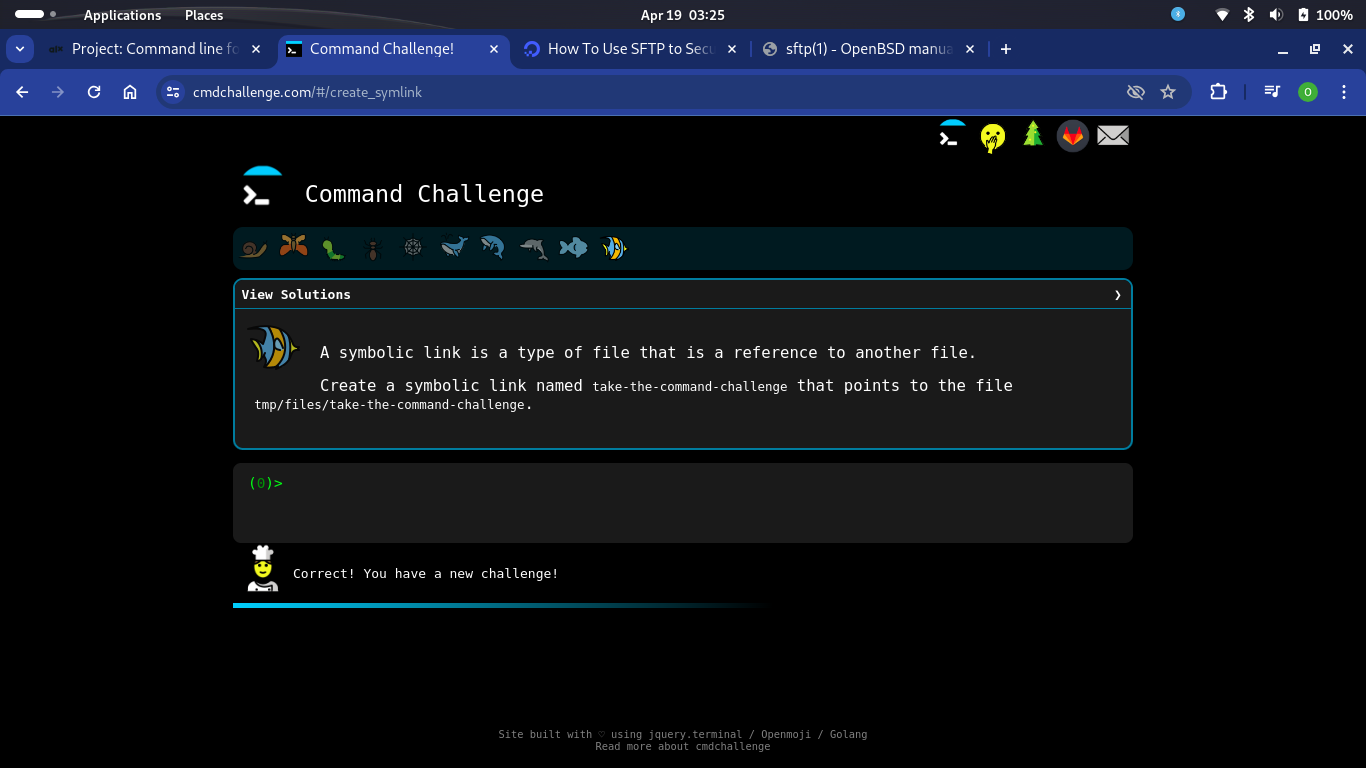 Applications Places Apr 19 03:25 100%
Project: Command line fo Command Challenge! How To Use SFTP to Secu sftp(1) - OpenBSD manua
cmdchallenge.com/#/create_symlink O
Command Challenge
View Solutions
A symbolic link is a type of file that is a reference to another file.
Create a symbolic link named take-the-command-challenge that points to the file
tmp/files/take-the-command-challenge.
(0)>
Correct! You have a new challenge!
Site built with ♡ using jquery.terminal / Openmoji / Golang
Read more about cmdchallenge